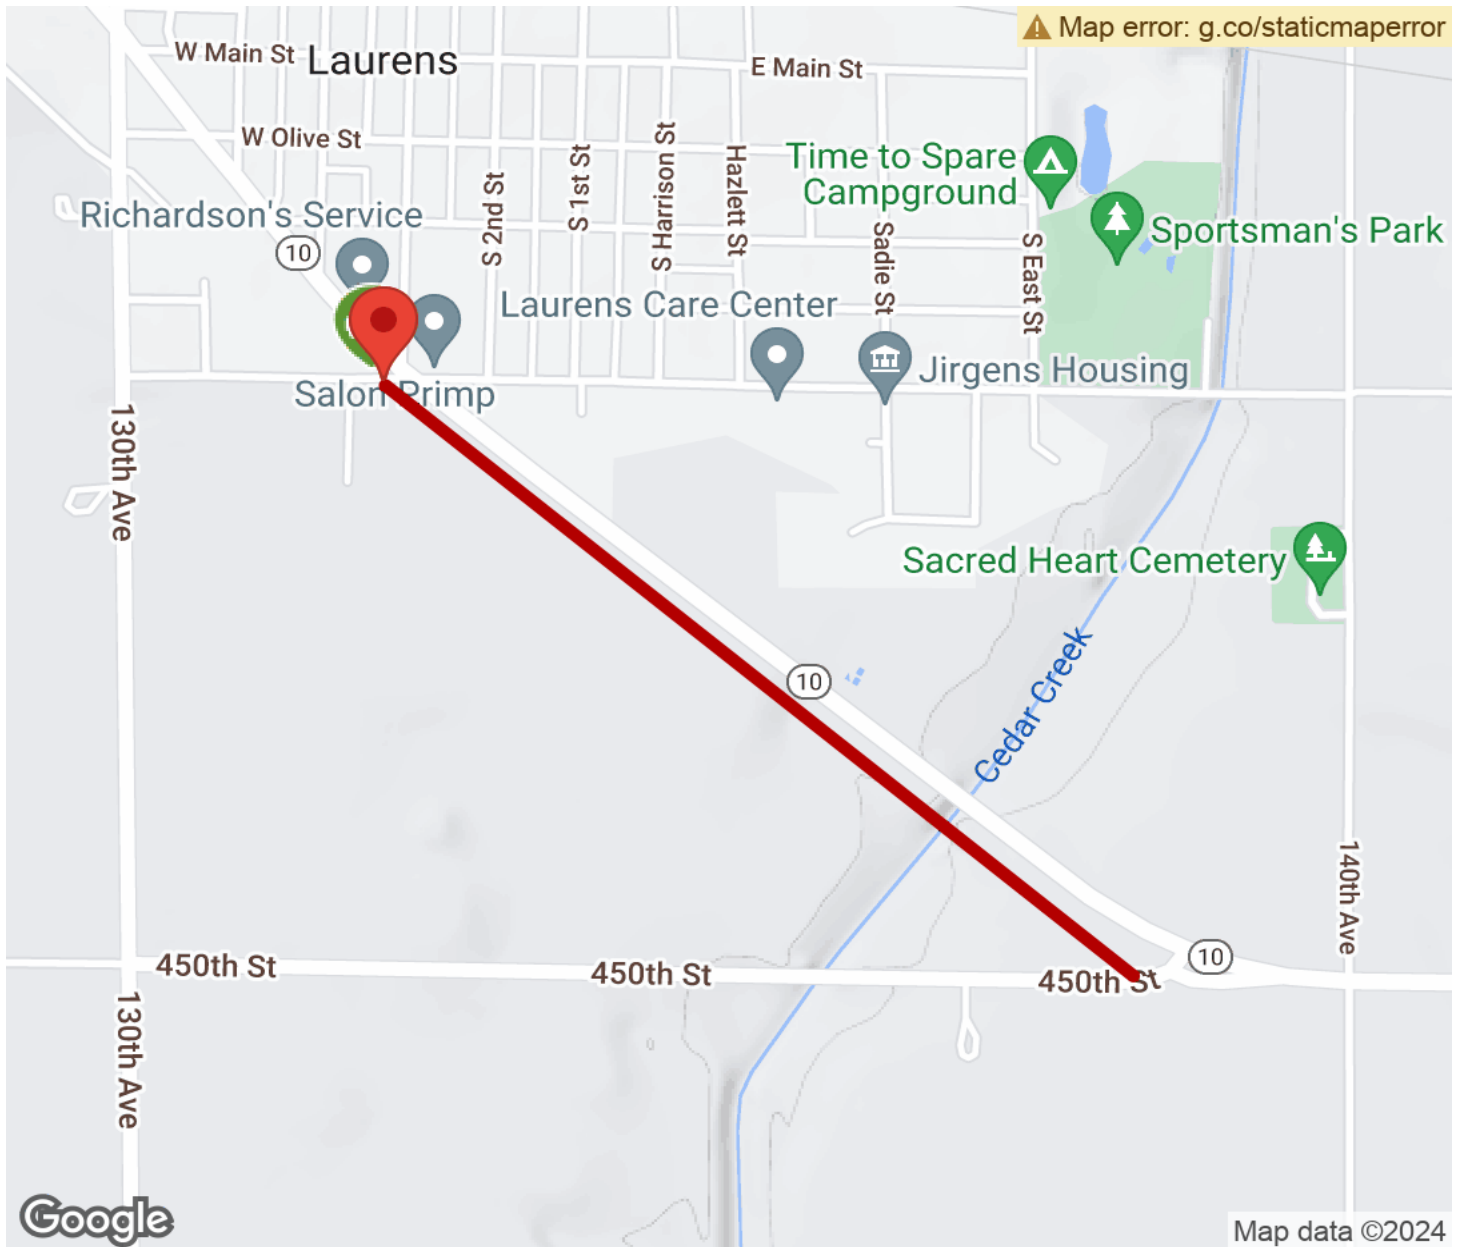 Map error: g.co/staticmaperror
W Main St
Laurens
E Main St
W Olive St
Time to Spare
Campground
Richardson's Service
S 2nd St
S 1st St
S Harrison St
Hazlett St
Sadie St
S East St
Sportsman's Park
10
Laurens Care Center
Salon Primp
Jirgens Housing
130th Ave
Sacred Heart Cemetery
Cedar Creek
10
140th Ave
450th St
450th St
450th St
10
130th Ave
Google
Map data ©2024